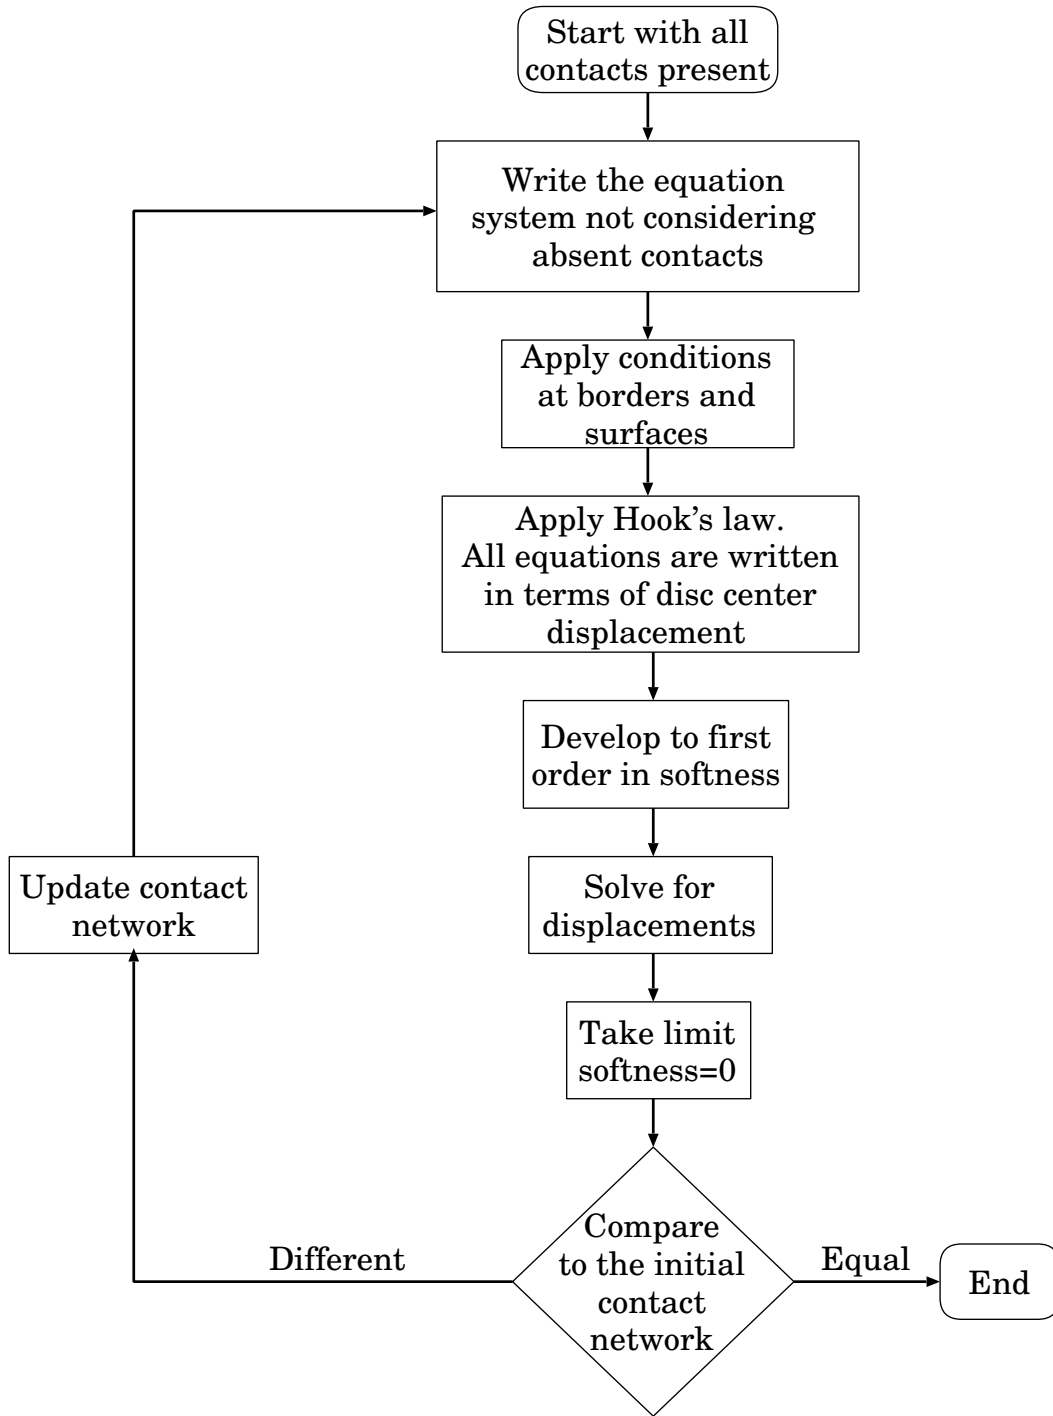 Start with all
contacts present
Write the equation
system not considering
absent contacts
Apply conditions
at borders and
surfaces
Apply Hook's law.
All equations are written
in terms of disc center
displacement
Develop to first
order in softness
Update contact
network
Solve for
displacements
Take limit
softness=0
Compare
to the initial
contact
network
Different
Equal
End